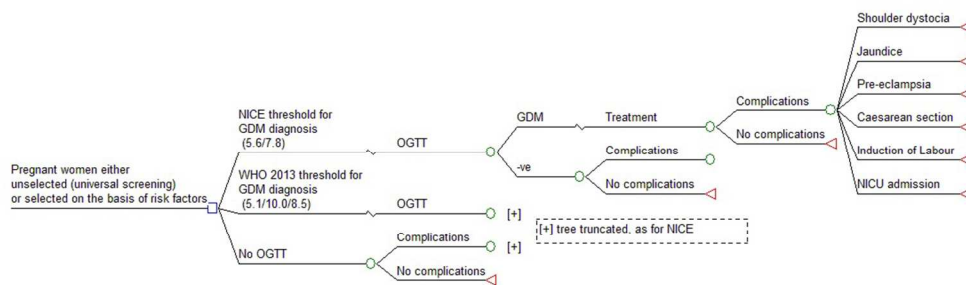 Shoulder dystocia
Jaundice
Pre-eclampsia
Caesarean section
Induction of Labour
NICU admission
Complications
No complications
GDM
Treatment
-ve
Complications
No complications
NICE threshold for
GDM diagnosis
(5.6/7.8)
OGTT
Pregnant women either
unselected (universal screening)
or selected on the basis of risk factors
WHO 2013 threshold for
GDM diagnosis
(5.1/10.0/8.5)
OGTT
[+]
[+] tree truncated, as for NICE
No OGTT
Complications
[+]
No complications